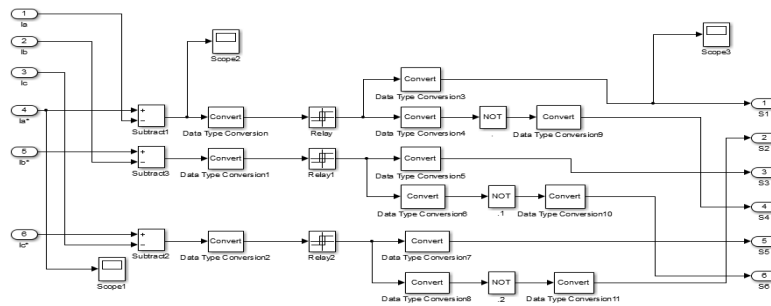 1
Ia
2
Ib
3
Ic
4
Ia*
5
Ib*
6
Ic*
Scope1
Scope2
Scope3
+
−
Subtract1
Convert
Data Type Conversion
Relay
Convert
Data Type Conversion3
Convert
Data Type Conversion4
NOT
.
Convert
Data Type Conversion9
+
−
Subtract3
Convert
Data Type Conversion1
Relay1
Convert
Data Type Conversion5
Convert
Data Type Conversion6
NOT
.1
Convert
Data Type Conversion10
+
−
Subtract2
Convert
Data Type Conversion2
Relay2
Convert
Data Type Conversion7
Convert
Data Type Conversion8
NOT
.2
Convert
Data Type Conversion11
1
S1
2
S2
3
S3
4
S4
5
S5
6
S6